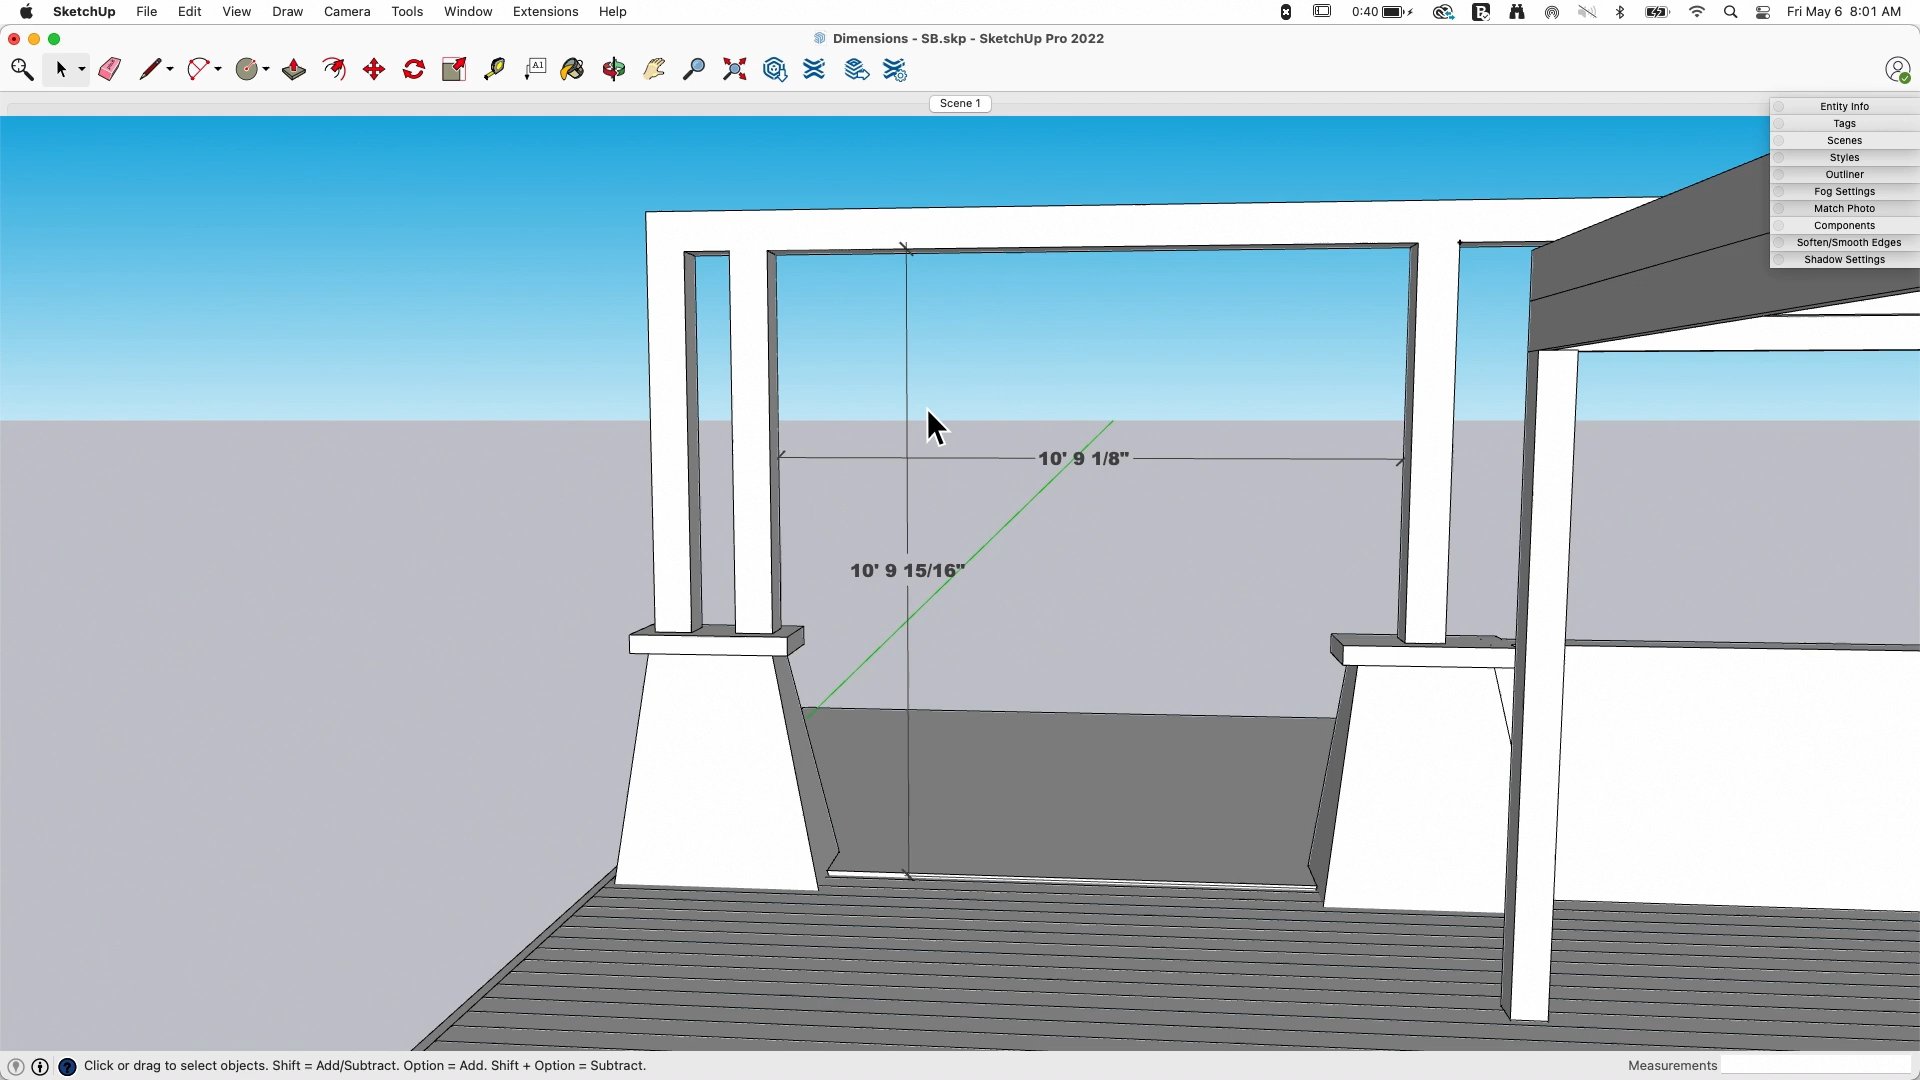 SketchUp File Edit View Draw Camera Tools Window Extensions Help 0:40 Fri May 6 8:01 AM
Dimensions - SB.skp - SketchUp Pro 2022
A1
Scene 1
Entity Info
Tags
Scenes
Styles
Outliner
Fog Settings
Match Photo
Components
Soften/Smooth Edges
Shadow Settings
10' 9 1/8"
10' 9 15/16"
Click or drag to select objects. Shift = Add/Subtract. Option = Add. Shift + Option = Subtract.
Measurements